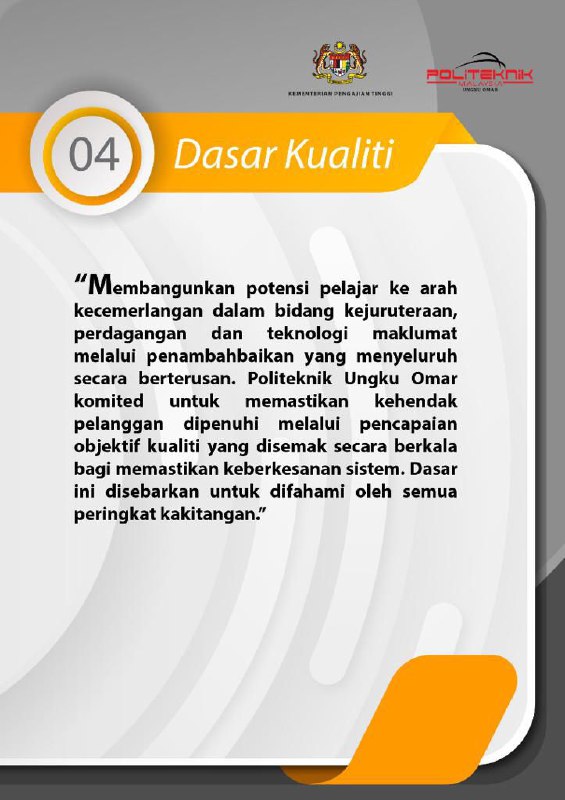 KEMENTERIAN PENGAJIAN TINGGI
POLITEKNIK
MALAYSIA
UNGKU OMAR
04
Dasar Kualiti
“Membangunkan potensi pelajar ke arah
kecemerlangan dalam bidang kejuruteraan,
perdagangan dan teknologi maklumat
melalui penambahbaikan yang menyeluruh
secara berterusan. Politeknik Ungku Omar
komited untuk memastikan kehendak
pelanggan dipenuhi melalui pencapaian
objektif kualiti yang disemak secara berkala
bagi memastikan keberkesanan sistem. Dasar
ini disebarkan untuk difahami oleh semua
peringkat kakitangan.”